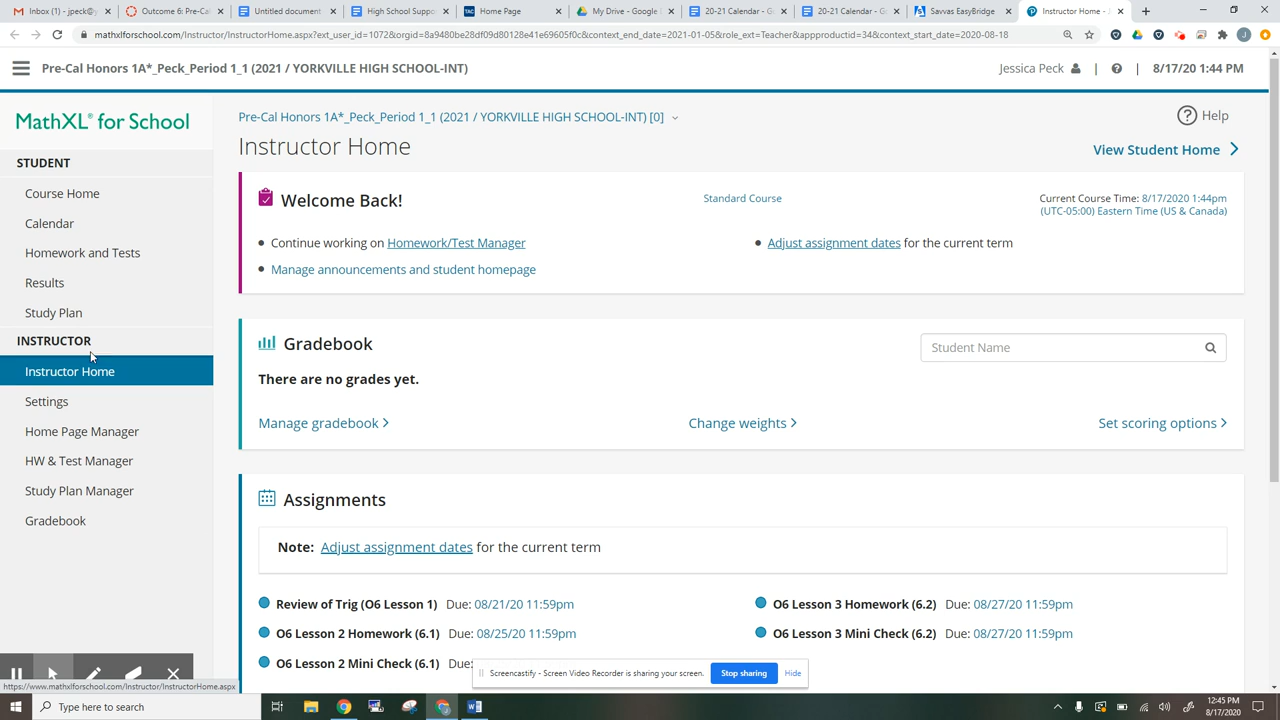 Inbox (1) - jpeck@y
Outcome 6: Pre-Cal
Untitled document
High School Suppo
TAC Home Page
My Drive - Google
20-21 Calendar - Go
20-21 Calendar - Go
Savvas EasyBridge
Instructor Home -
mathxlforschool.com/Instructor/InstructorHome.aspx?ext_user_id=1072&orgid=8a9480be28df09d80128e41e69605f0c&context_end_date=2021-01-05&role_ext=Teacher&appproductid=34&context_start_date=2020-08-18
J
Pre-Cal Honors 1A*_Peck_Period 1_1 (2021 / YORKVILLE HIGH SCHOOL-INT)
Jessica Peck | ? | 8/17/20 1:44 PM
MathXL® for School
STUDENT
Course Home
Calendar
Homework and Tests
Results
Study Plan
INSTRUCTOR
Instructor Home
Settings
Home Page Manager
HW & Test Manager
Study Plan Manager
Gradebook
Pre-Cal Honors 1A*_Peck_Period 1_1 (2021 / YORKVILLE HIGH SCHOOL-INT) [0]
? Help
Instructor Home
View Student Home
Welcome Back!
Standard Course
Current Course Time: 8/17/2020 1:44pm
(UTC-05:00) Eastern Time (US & Canada)
• Continue working on Homework/Test Manager
• Adjust assignment dates for the current term
• Manage announcements and student homepage
Gradebook
Student Name
There are no grades yet.
Manage gradebook >
Change weights >
Set scoring options >
Assignments
Note: Adjust assignment dates for the current term
Review of Trig (O6 Lesson 1) Due: 08/21/20 11:59pm
O6 Lesson 3 Homework (6.2) Due: 08/27/20 11:59pm
O6 Lesson 2 Homework (6.1) Due: 08/25/20 11:59pm
O6 Lesson 3 Mini Check (6.2) Due: 08/27/20 11:59pm
O6 Lesson 2 Mini Check (6.1) Due:
Screencastify - Screen Video Recorder is sharing your screen.
Stop sharing
Hide
https://www.mathxlforschool.com/Instructor/InstructorHome.aspx
Type here to search
12:45 PM
8/17/2020